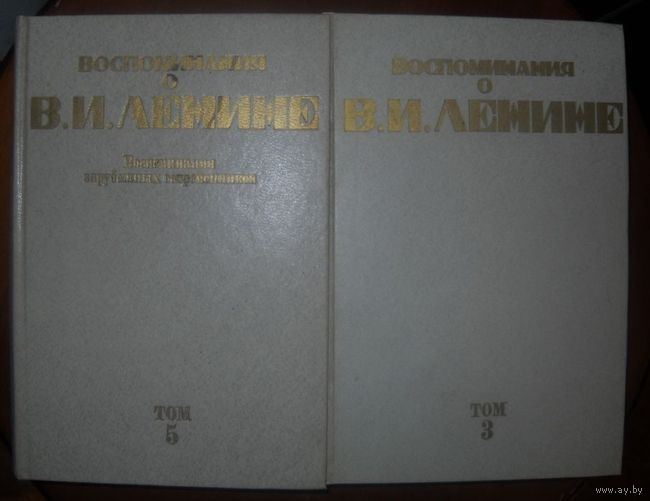 ВОСПОМИНАНИЯ
О
В.И.ЛЕНИНЕ
Воспоминания
зарубежных современников
ТОМ
5
ВОСПОМИНАНИЯ
О
В.И.ЛЕНИНЕ
ТОМ
3
© www.ay.by